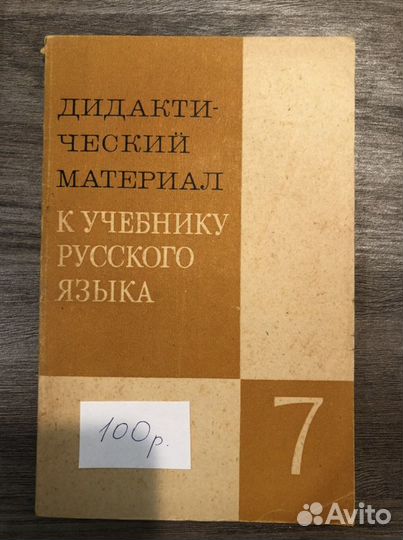 ДИДАКТИ-
ЧЕСКИЙ
МАТЕРИАЛ
К УЧЕБНИКУ
РУССКОГО
ЯЗЫКА
100р.
7
Avito